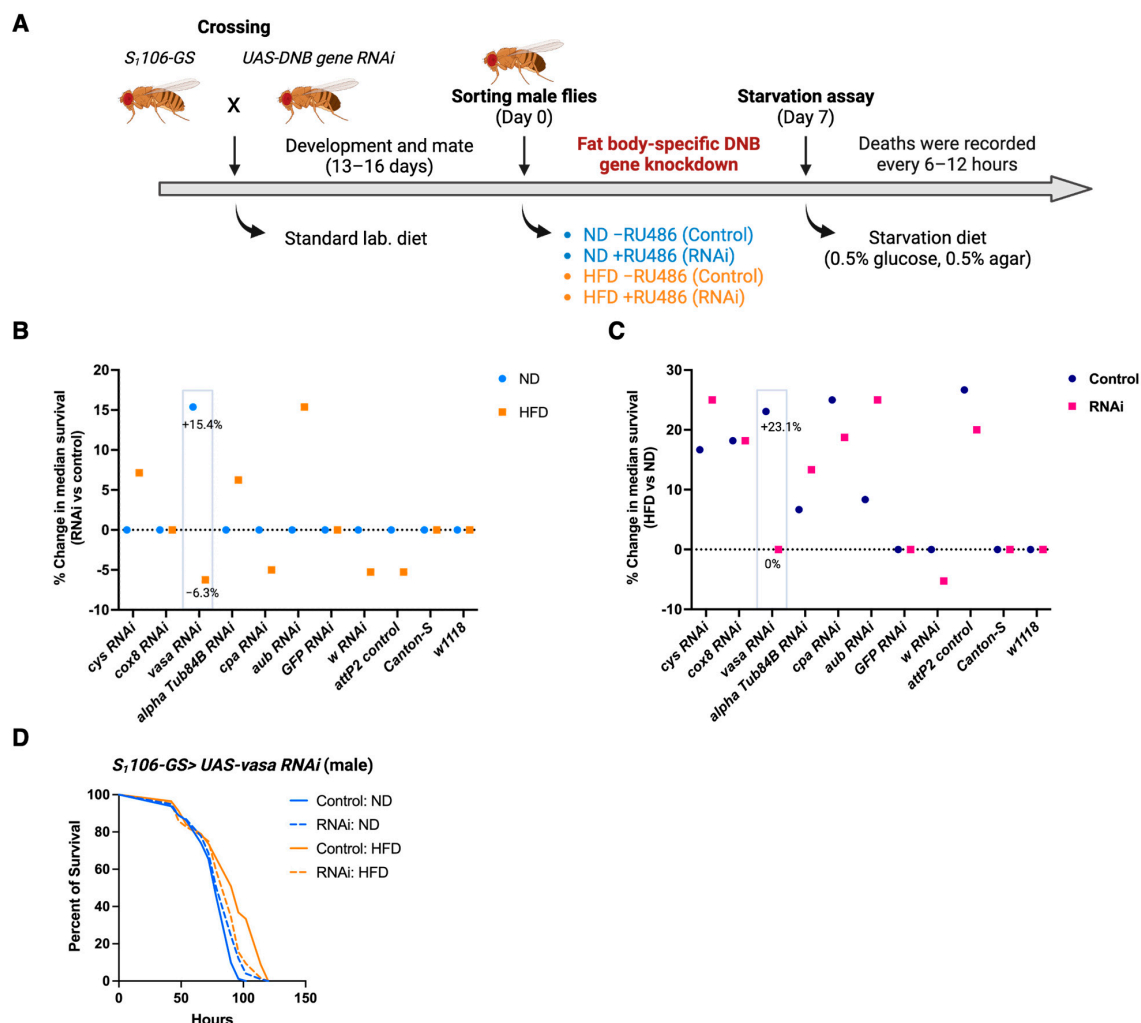 A
Crossing
S₁106-GS
UAS-DNB gene RNAi
X
Sorting male flies
(Day 0)
Starvation assay
(Day 7)
Development and mate
(13–16 days)
Fat body-specific DNB
gene knockdown
Deaths were recorded
every 6–12 hours
Standard lab. diet
• ND −RU486 (Control)
• ND +RU486 (RNAi)
• HFD −RU486 (Control)
• HFD +RU486 (RNAi)
Starvation diet
(0.5% glucose, 0.5% agar)
B
% Change in median survival
(RNAi vs control)
20
15
10
5
0
-5
-10
+15.4%
−6.3%
ND
HFD
cys RNAi
cox8 RNAi
vasa RNAi
alpha Tub84B RNAi
cpa RNAi
aub RNAi
GFP RNAi
w RNAi
attP2 control
Canton-S
w1118
C
% Change in median survival
(HFD vs ND)
30
20
10
0
-10
+23.1%
0%
Control
RNAi
cys RNAi
cox8 RNAi
vasa RNAi
alpha Tub84B RNAi
cpa RNAi
aub RNAi
GFP RNAi
w RNAi
attP2 control
Canton-S
w1118
D
S₁106-GS> UAS-vasa RNAi (male)
Percent of Survival
100
80
60
40
20
0
0
50
100
150
Hours
Control: ND
RNAi: ND
Control: HFD
RNAi: HFD